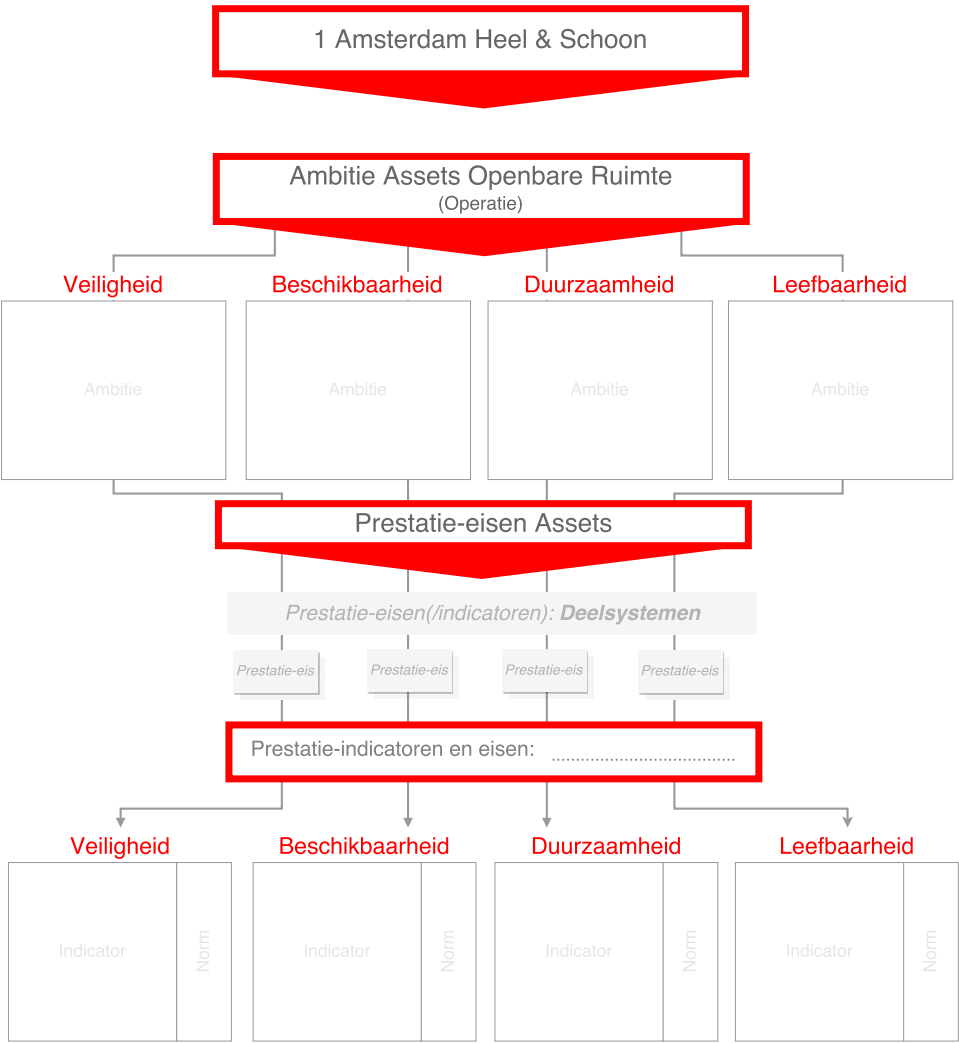 1 Amsterdam Heel & Schoon
Ambitie Assets Openbare Ruimte
(Operatie)
Veiligheid Beschikbaarheid Duurzaamheid Leefbaarheid
Ambitie Ambitie Ambitie Ambitie
Prestatie-eisen Assets
Prestatie-eisen(/indicatoren): Deelsystemen
Prestatie-eis Prestatie-eis Prestatie-eis Prestatie-eis
Prestatie-indicatoren en eisen: ......................................
Veiligheid Beschikbaarheid Duurzaamheid Leefbaarheid
Indicator Norm Indicator Norm Indicator Norm Indicator Norm